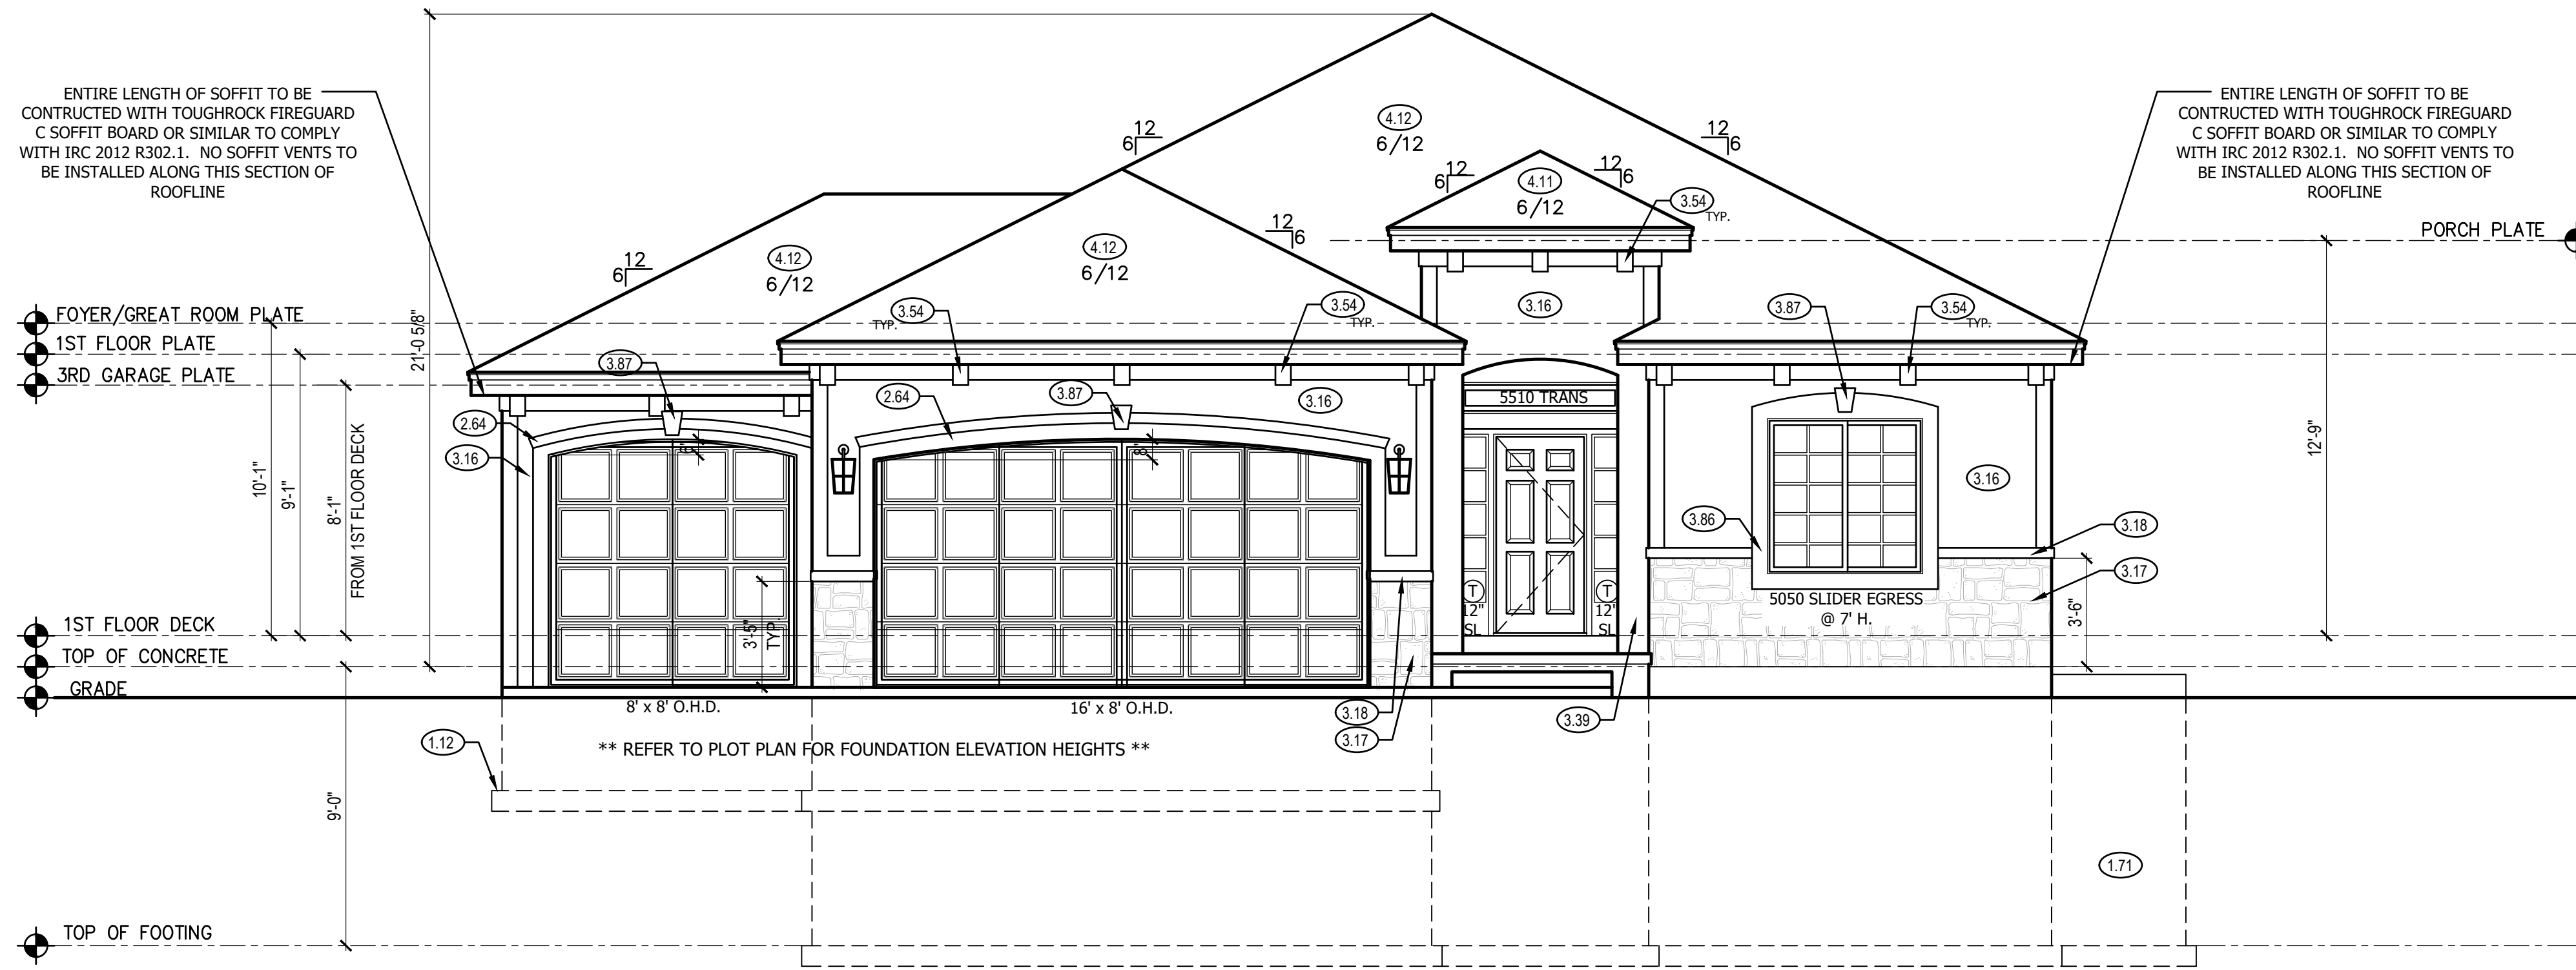 ENTIRE LENGTH OF SOFFIT TO BE
CONTRUCTED WITH TOUGHROCK FIREGUARD
C SOFFIT BOARD OR SIMILAR TO COMPLY
WITH IRC 2012 R302.1. NO SOFFIT VENTS TO
BE INSTALLED ALONG THIS SECTION OF
ROOFLINE
ENTIRE LENGTH OF SOFFIT TO BE
CONTRUCTED WITH TOUGHROCK FIREGUARD
C SOFFIT BOARD OR SIMILAR TO COMPLY
WITH IRC 2012 R302.1. NO SOFFIT VENTS TO
BE INSTALLED ALONG THIS SECTION OF
ROOFLINE
PORCH PLATE
FOYER/GREAT ROOM PLATE
1ST FLOOR PLATE
3RD GARAGE PLATE
1ST FLOOR DECK
TOP OF CONCRETE
GRADE
TOP OF FOOTING
10'-1"
9'-1"
8'-1"
FROM 1ST FLOOR DECK
21'-0 5/8"
9'-0"
12'-9"
3'-6"
3'-5"
TYP.
12
6
12
6
12
6
12
6
12
6
12
6
4.12
6/12
4.12
6/12
4.12
6/12
4.11
6/12
3.54
TYP.
3.54
TYP.
3.54
TYP.
3.54
TYP.
3.87
3.87
3.87
2.64
2.64
3.16
3.16
3.16
3.16
6"
8"
5510 TRANS
T
12"
SL
T
12"
SL
3.86
3.18
3.17
5050 SLIDER EGRESS
@ 7' H.
8' x 8' O.H.D.
16' x 8' O.H.D.
3.18
3.17
3.39
1.12
** REFER TO PLOT PLAN FOR FOUNDATION ELEVATION HEIGHTS **
1.71